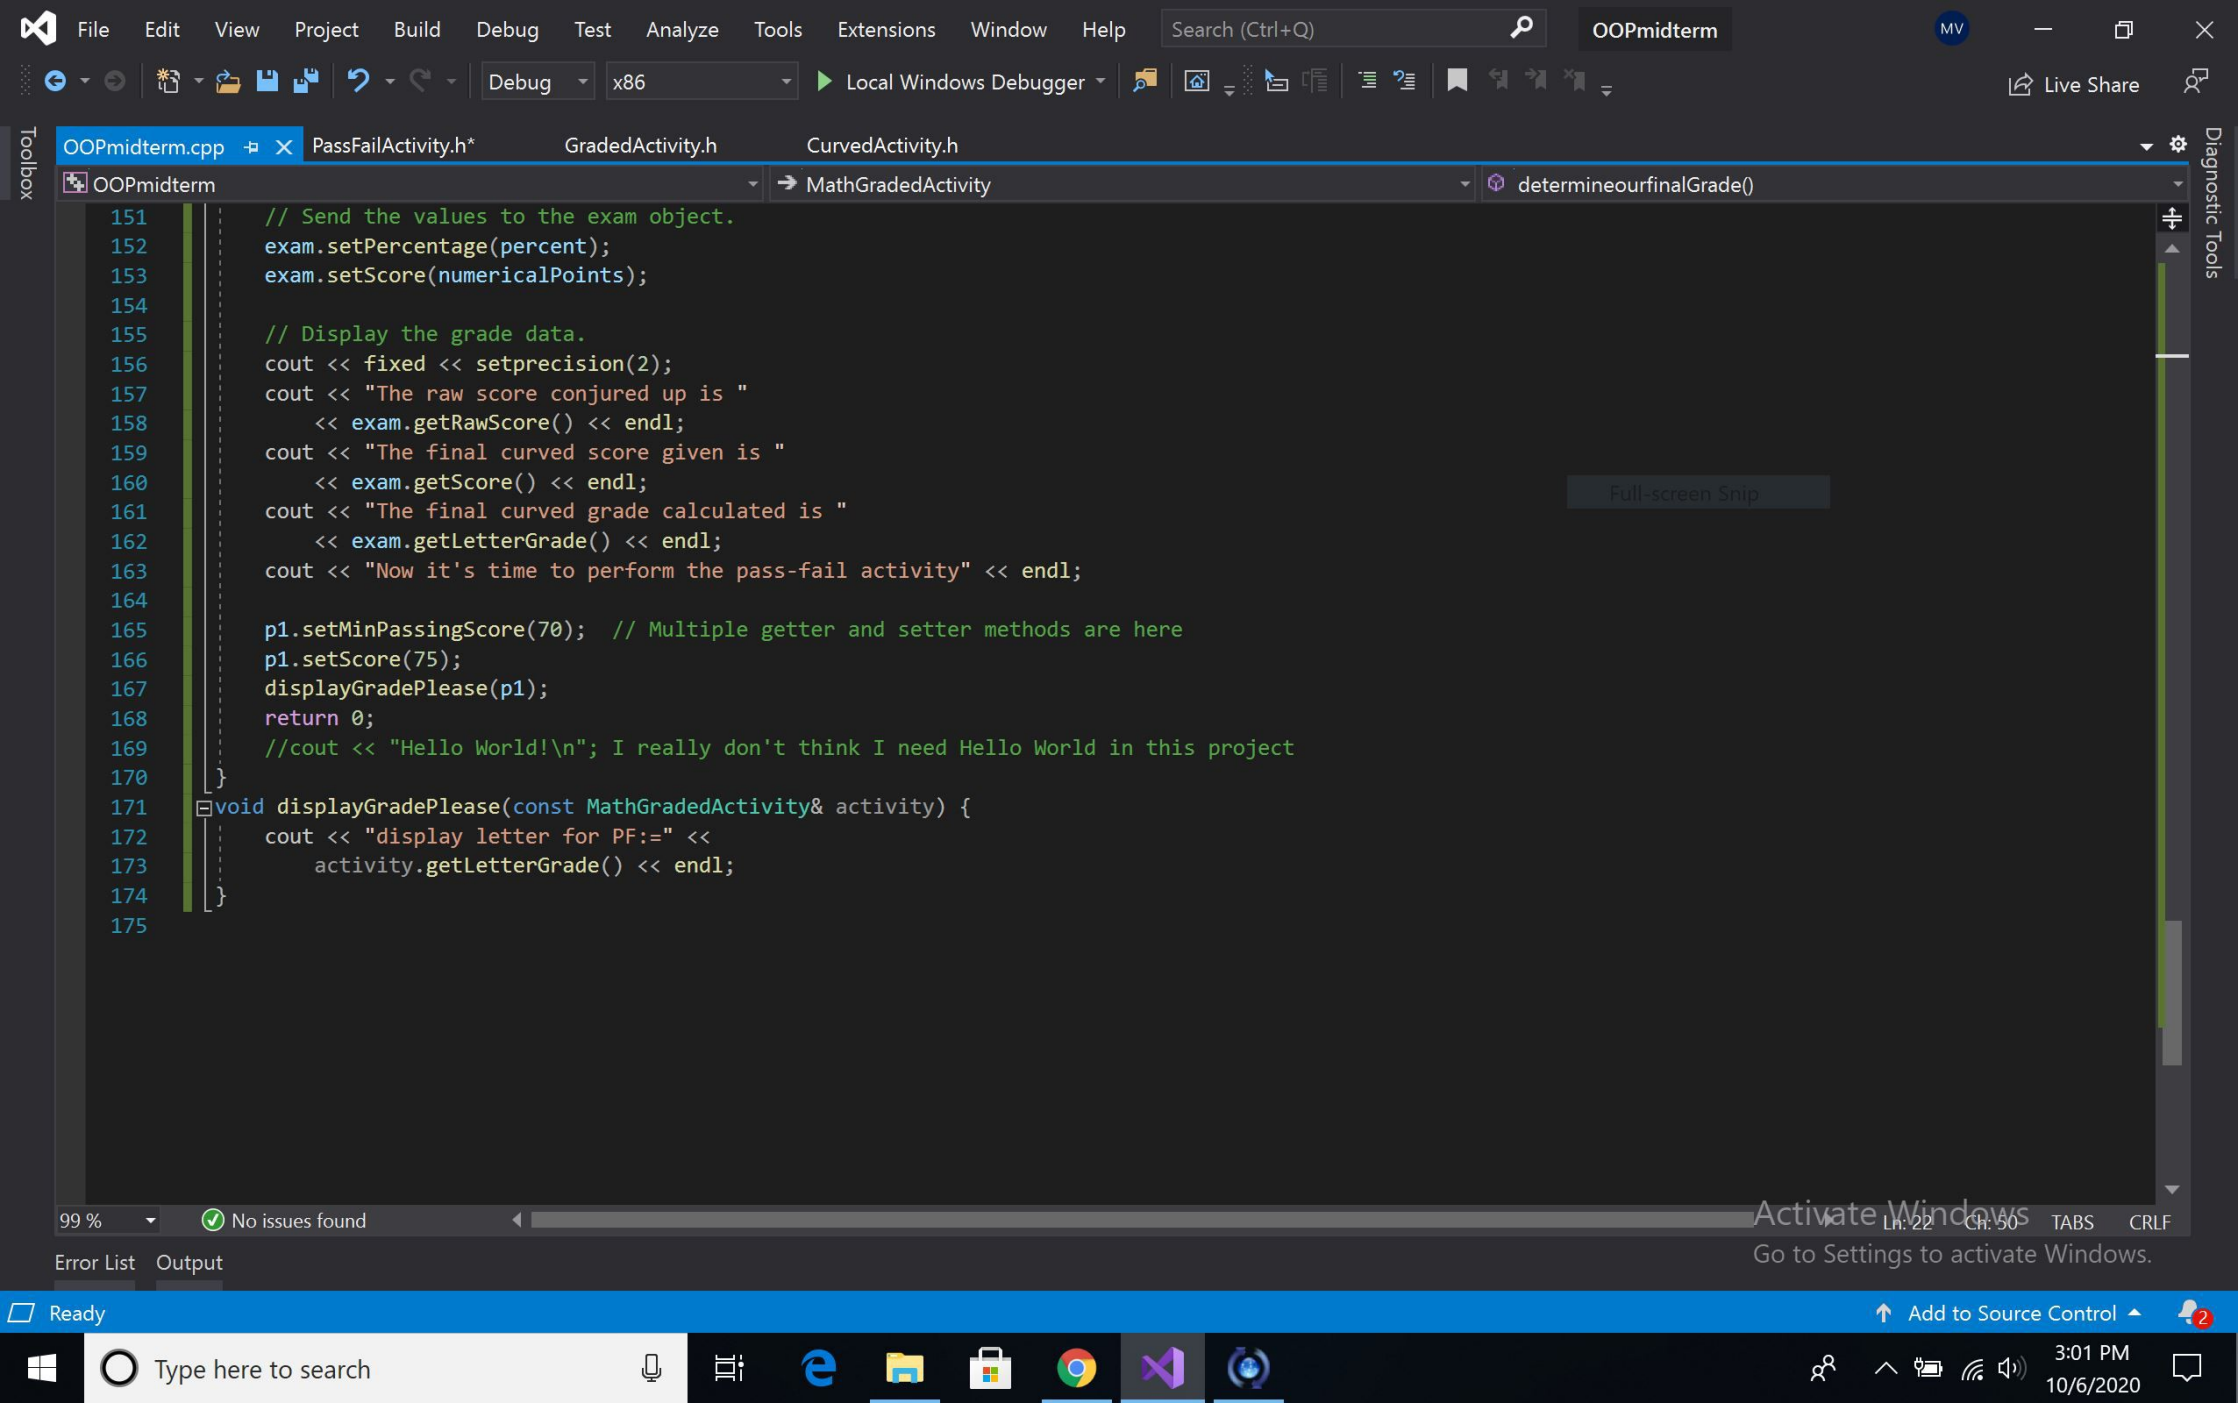 File Edit View Project Build Debug Test Analyze Tools Extensions Window Help Search (Ctrl+Q) OOPmidterm MV
Debug x86 Local Windows Debugger Live Share
Toolbox
OOPmidterm.cpp PassFailActivity.h* GradedActivity.h CurvedActivity.h
Diagnostic Tools
OOPmidterm MathGradedActivity determineourfinalGrade()
151 // Send the values to the exam object.
152 exam.setPercentage(percent);
153 exam.setScore(numericalPoints);
154
155 // Display the grade data.
156 cout << fixed << setprecision(2);
157 cout << "The raw score conjured up is "
158 << exam.getRawScore() << endl;
159 cout << "The final curved score given is "
160 << exam.getScore() << endl;
Full-screen Snip
161 cout << "The final curved grade calculated is "
162 << exam.getLetterGrade() << endl;
163 cout << "Now it's time to perform the pass-fail activity" << endl;
164
165 p1.setMinPassingScore(70); // Multiple getter and setter methods are here
166 p1.setScore(75);
167 displayGradePlease(p1);
168 return 0;
169 //cout << "Hello World!\n"; I really don't think I need Hello World in this project
170 }
171 void displayGradePlease(const MathGradedActivity& activity) {
172 cout << "display letter for PF:=" <<
173 activity.getLetterGrade() << endl;
174 }
175
99 % No issues found Ln: 22 Ch: 50 TABS CRLF
Activate Windows
Go to Settings to activate Windows.
Error List Output
Ready Add to Source Control 2
Type here to search 3:01 PM
10/6/2020